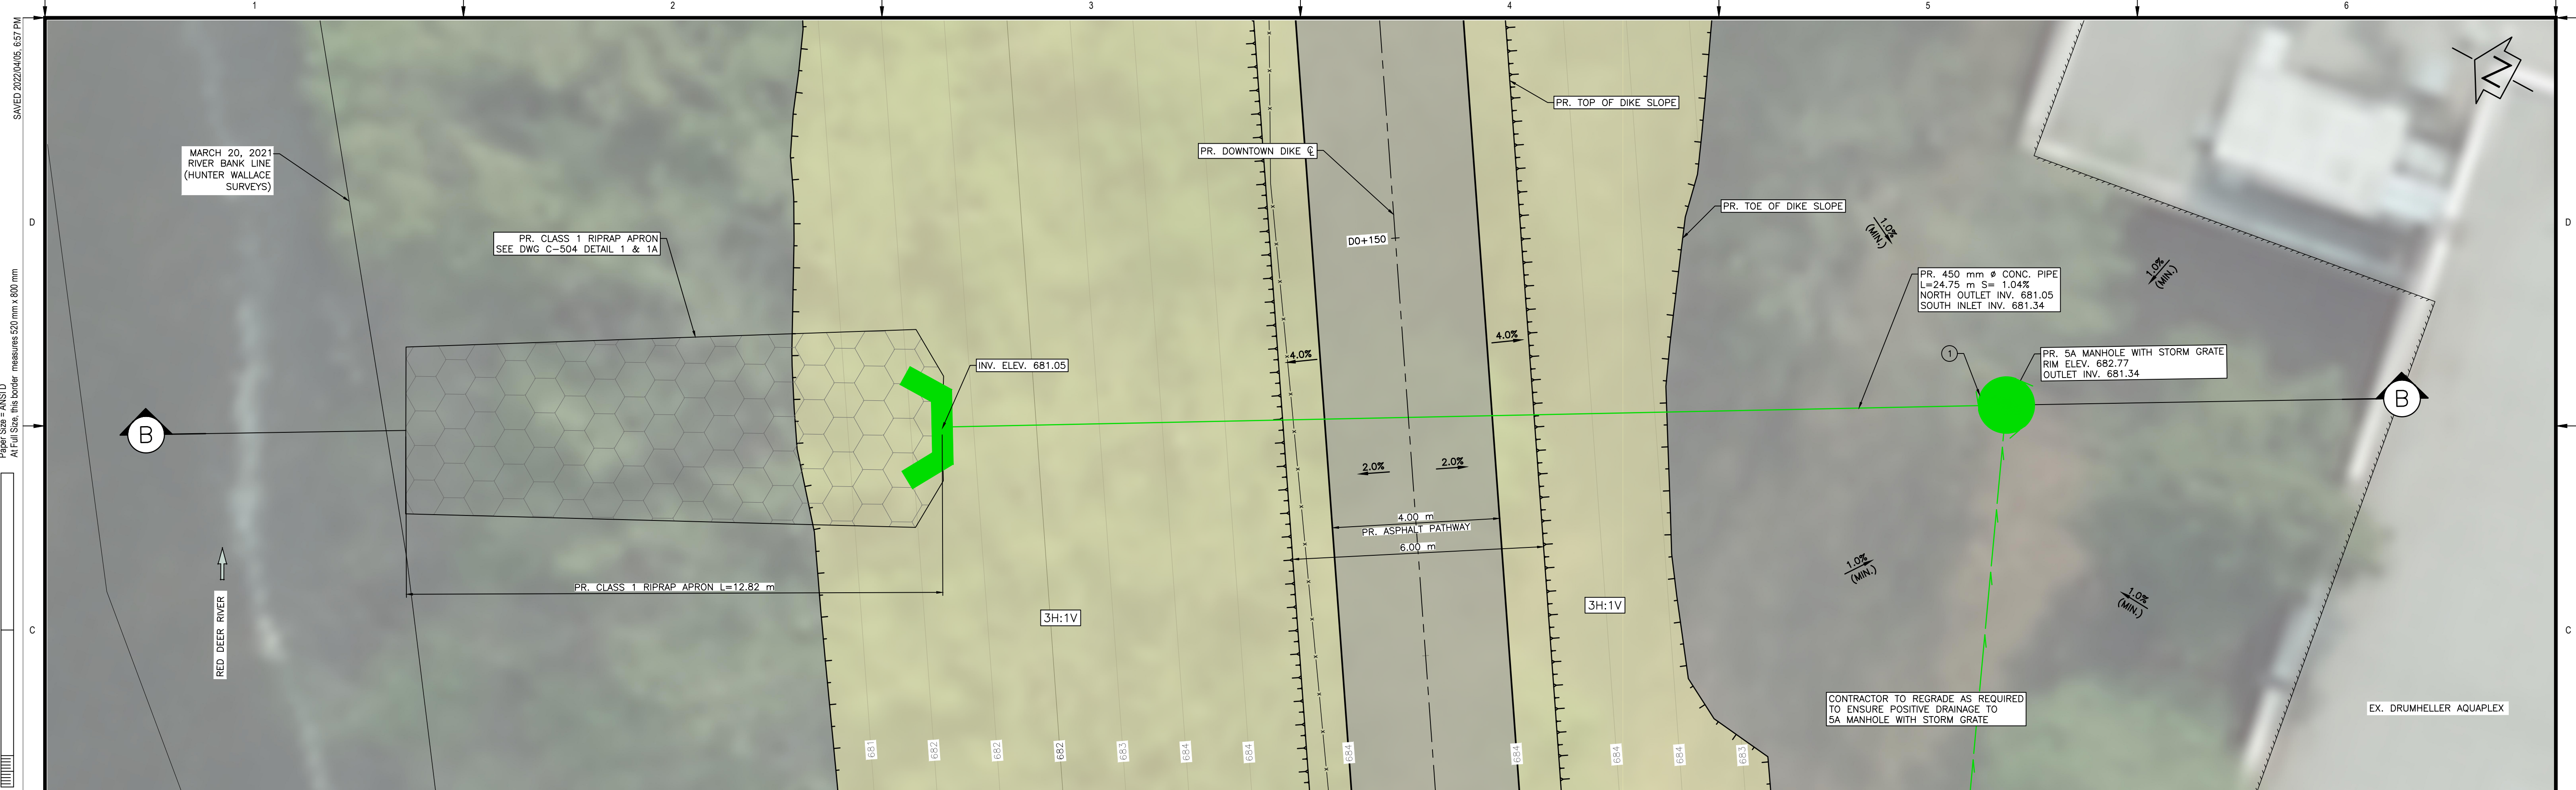 1
2
3
4
5
6
SAVED 2022/04/05, 6:57 PM
At Full Size, this border measures 520 mm x 800 mm
Paper Size = ANSI D
D
D
C
C
N
MARCH 20, 2021
RIVER BANK LINE
(HUNTER WALLACE
SURVEYS)
PR. CLASS 1 RIPRAP APRON
SEE DWG C-504 DETAIL 1 & 1A
INV. ELEV. 681.05
PR. DOWNTOWN DIKE ℄
D0+150
PR. TOP OF DIKE SLOPE
PR. TOE OF DIKE SLOPE
4.0%
4.0%
2.0%
2.0%
4.00 m
PR. ASPHALT PATHWAY
6.00 m
1.0%
(MIN.)
1.0%
(MIN.)
PR. 450 mm ø CONC. PIPE
L=24.75 m S= 1.04%
NORTH OUTLET INV. 681.05
SOUTH INLET INV. 681.34
1
PR. 5A MANHOLE WITH STORM GRATE
RIM ELEV. 682.77
OUTLET INV. 681.34
B
B
PR. CLASS 1 RIPRAP APRON L=12.82 m
RED DEER RIVER
3H:1V
3H:1V
1.0%
(MIN.)
1.0%
(MIN.)
CONTRACTOR TO REGRADE AS REQUIRED
TO ENSURE POSITIVE DRAINAGE TO
5A MANHOLE WITH STORM GRATE
EX. DRUMHELLER AQUAPLEX
681
682
682
682
683
684
684
684
684
684
684
683